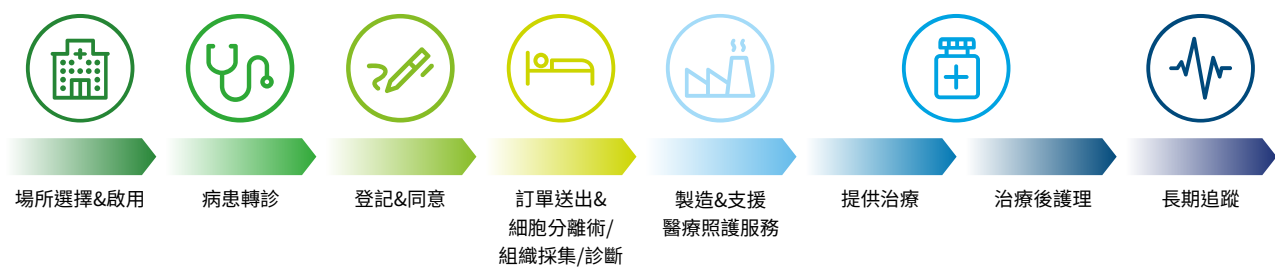 場所選擇&啟用
病患轉診
登記&同意
訂單送出&
細胞分離術/
組織採集/診斷
製造&支援
醫療照護服務
提供治療
治療後護理
長期追蹤